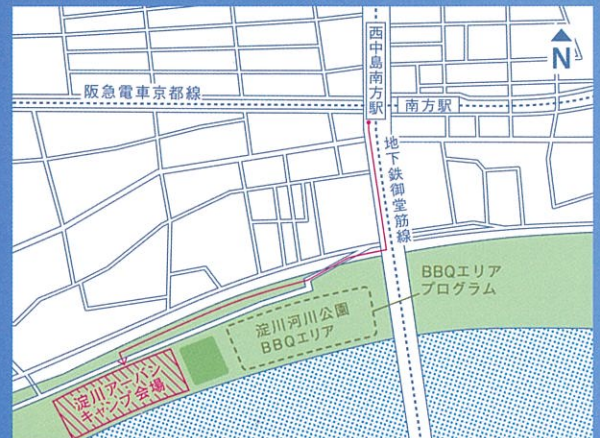 西中島南方駅
N
阪急電車京都線
南方駅
地下鉄御堂筋線
BBQエリア
プログラム
淀川河川公園
BBQエリア
淀川アーバン
キャンプ会場